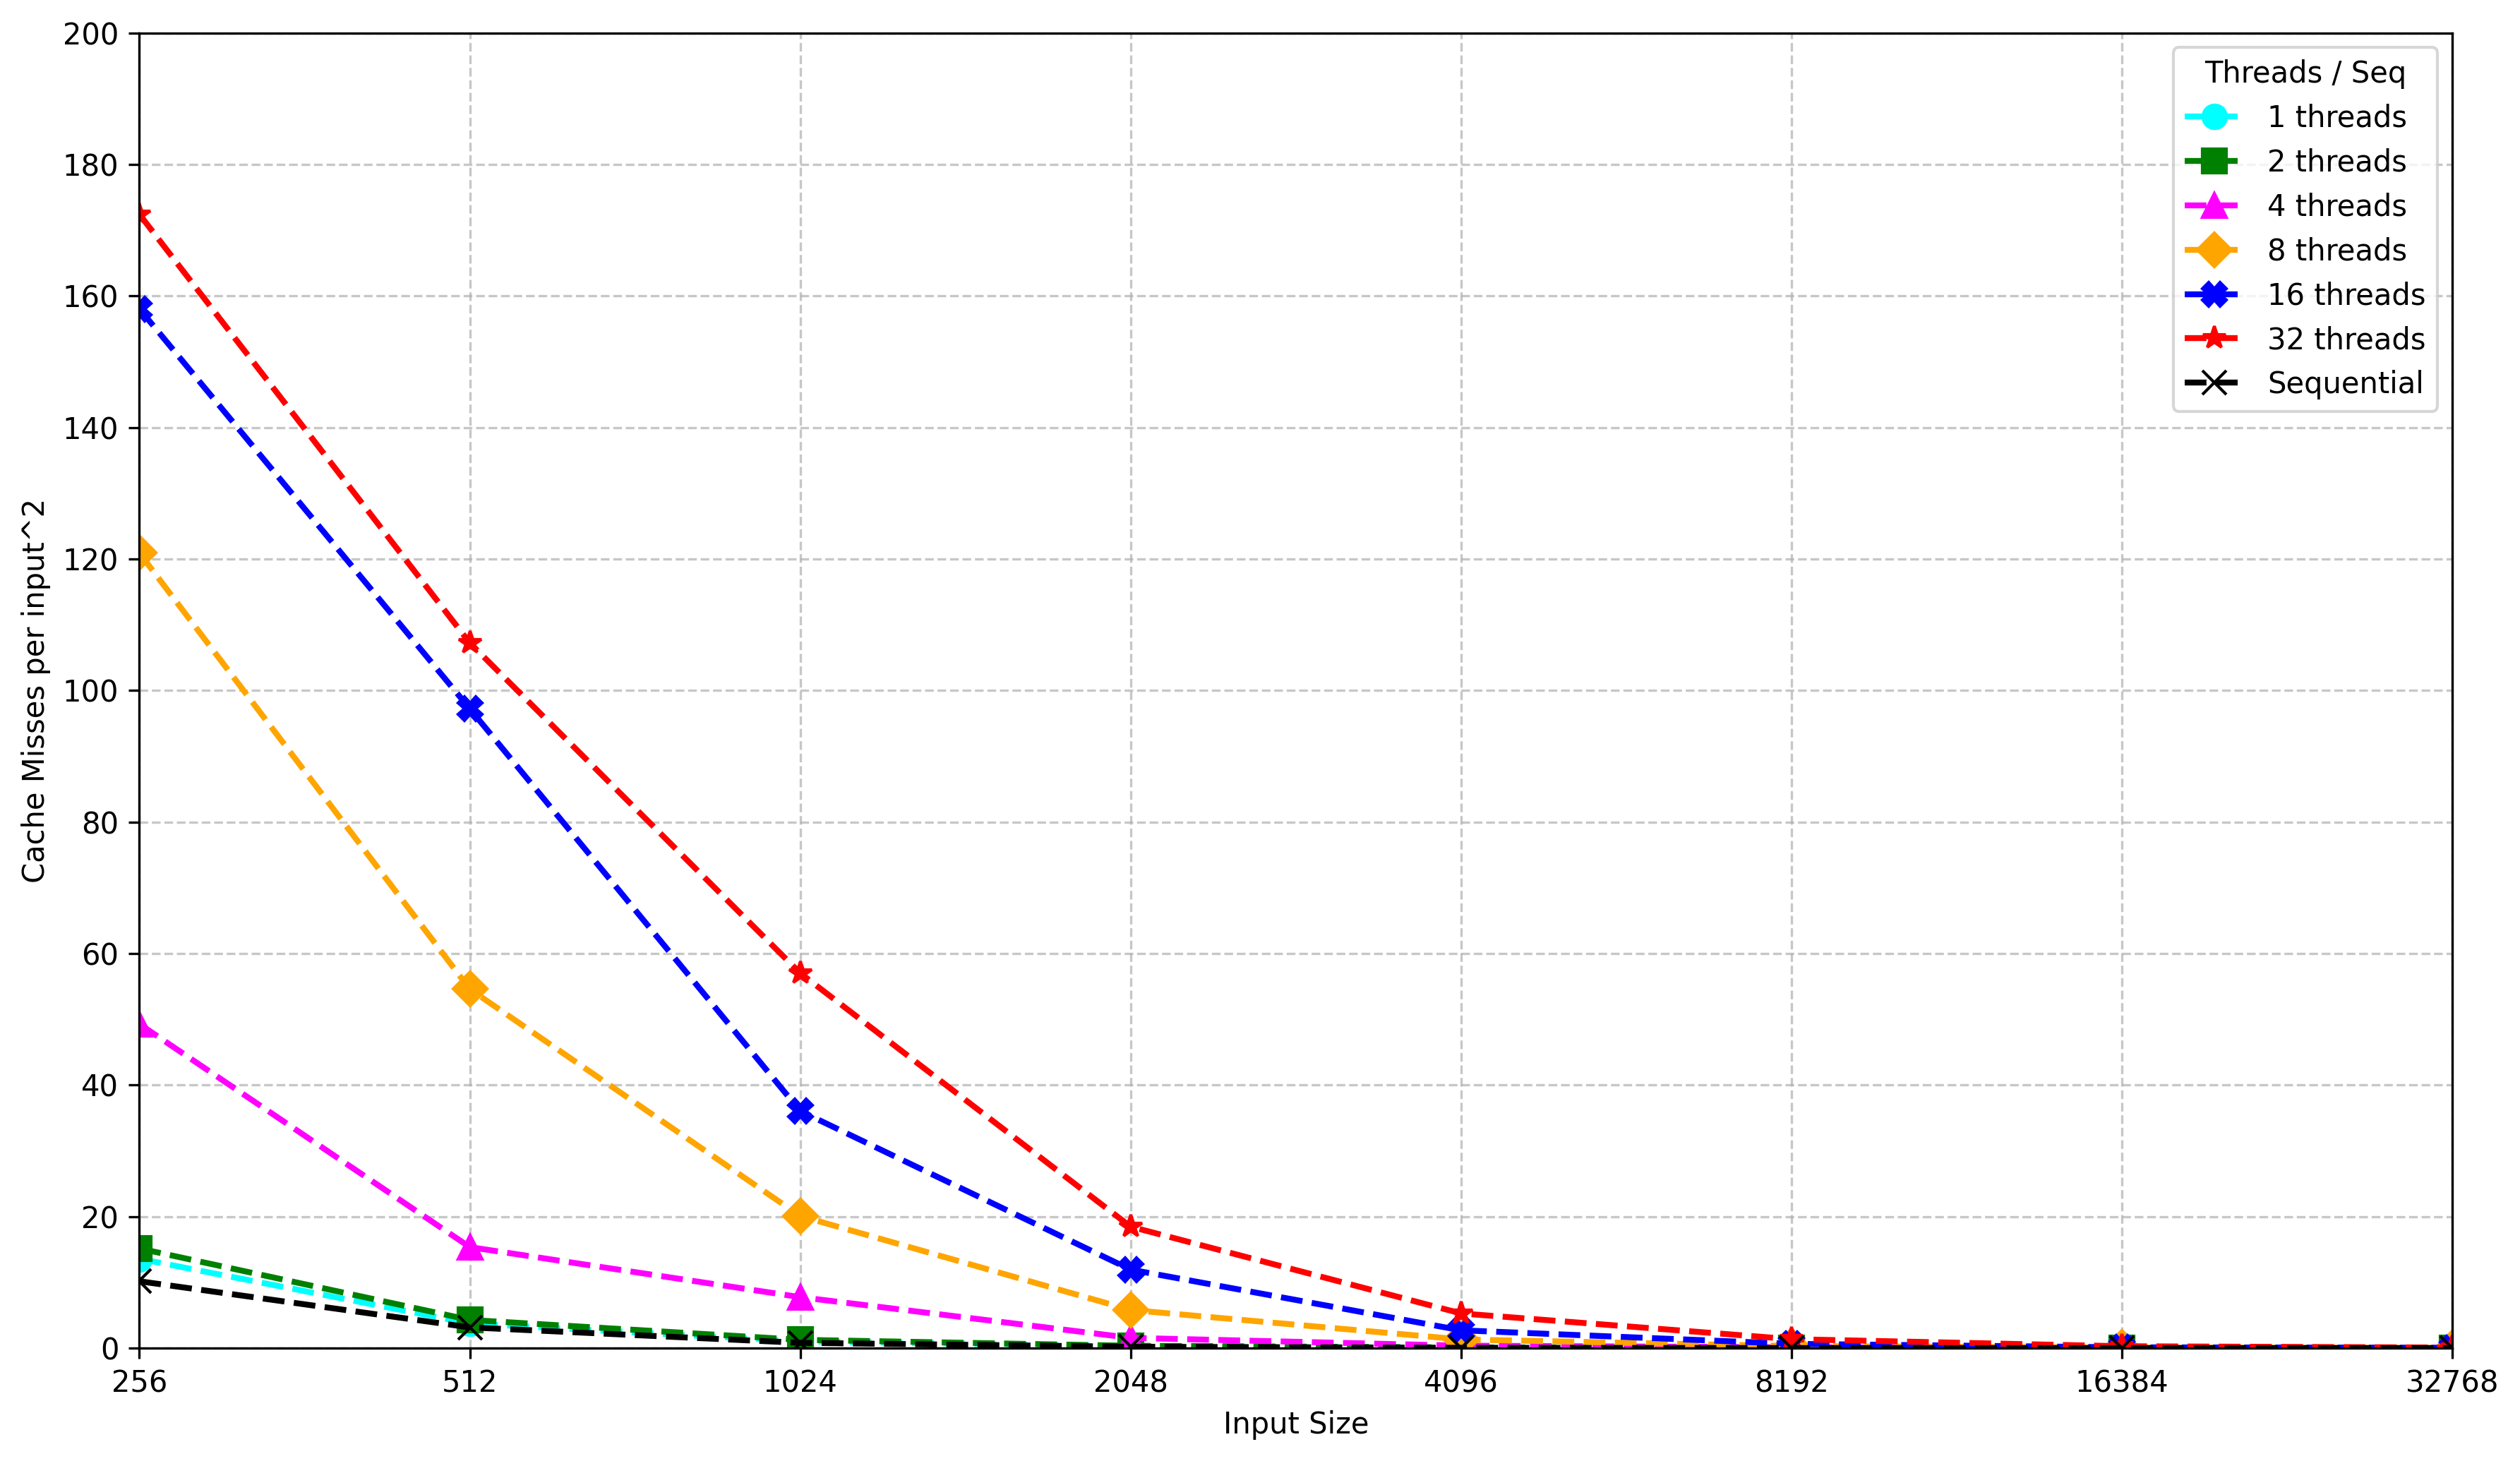 200
180
160
140
120
100
80
60
40
20
0
Cache Misses per input^2
256 512 1024 2048 4096 8192 16384 32768
Input Size
Threads / Seq
1 threads
2 threads
4 threads
8 threads
16 threads
32 threads
Sequential